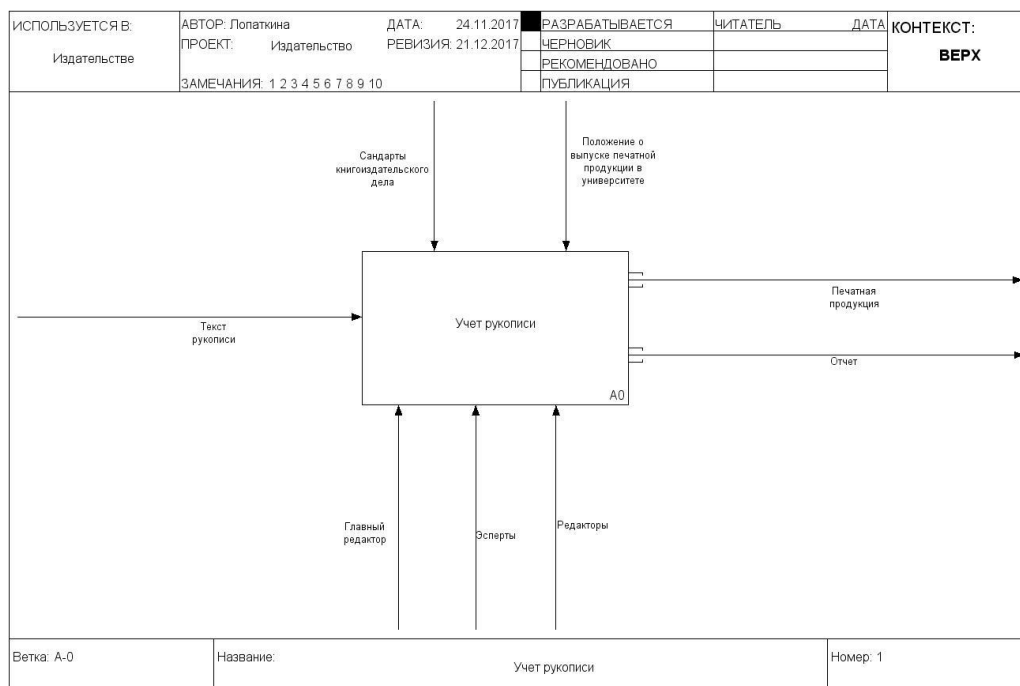 ИСПОЛЬЗУЕТСЯ В:
Издательстве
АВТОР: Лопаткина
ДАТА: 24.11.2017
ПРОЕКТ: Издательство
РЕВИЗИЯ: 21.12.2017
ЗАМЕЧАНИЯ: 1 2 3 4 5 6 7 8 9 10
РАЗРАБАТЫВАЕТСЯ
ЧЕРНОВИК
РЕКОМЕНДОВАНО
ПУБЛИКАЦИЯ
ЧИТАТЕЛЬ ДАТА
КОНТЕКСТ:
ВЕРХ
Сандарты
книгоиздательского
дела
Положение о
выпуске печатной
продукции в
университете
Текст
рукописи
Учет рукописи
A0
Печатная
продукция
Отчет
Главный
редактор
Эсперты
Редакторы
Ветка: A-0
Название:
Учет рукописи
Номер: 1